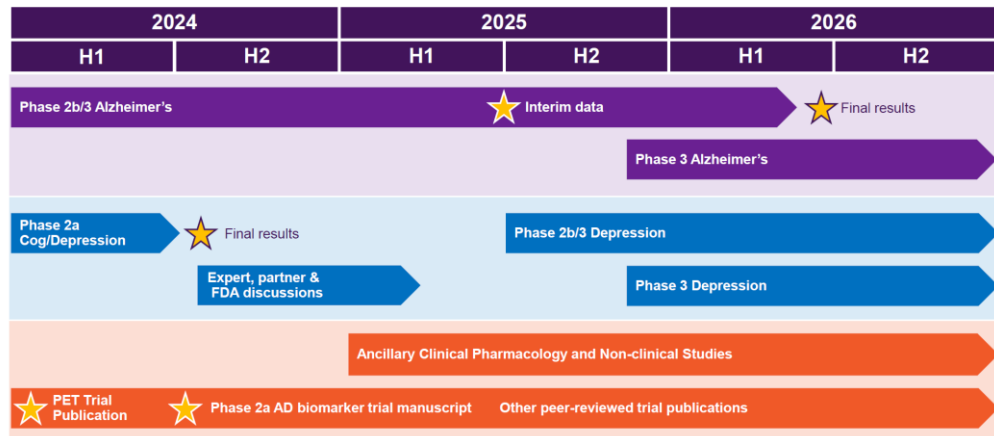 2024
2025
2026
H1
H2
H1
H2
H1
H2
Phase 2b/3 Alzheimer's
Interim data
Final results
Phase 3 Alzheimer's
Phase 2a
Cog/Depression
Final results
Phase 2b/3 Depression
Expert, partner &
FDA discussions
Phase 3 Depression
Ancillary Clinical Pharmacology and Non-clinical Studies
PET Trial
Publication
Phase 2a AD biomarker trial manuscript
Other peer-reviewed trial publications